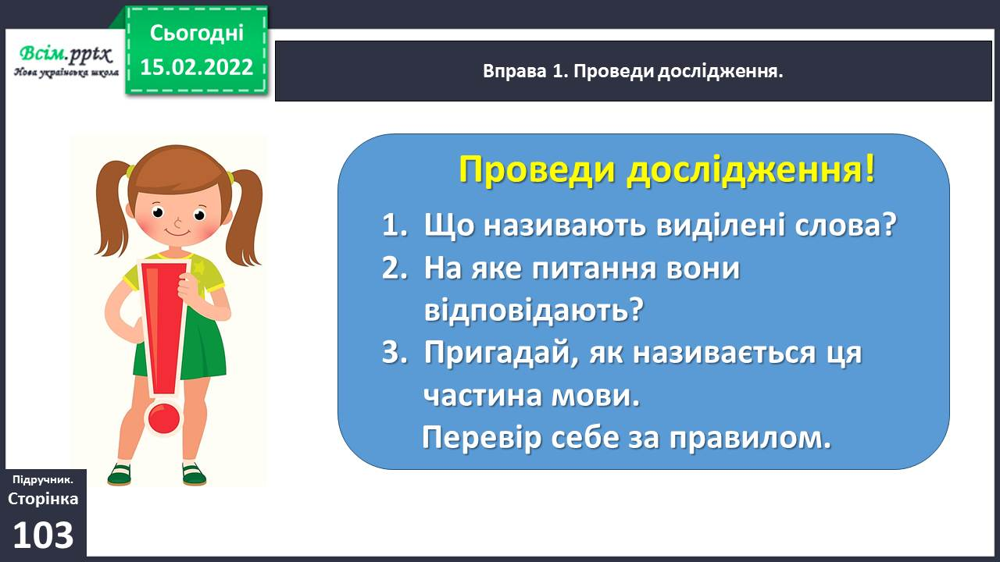 Всім.pptx
Нова українська школа
Сьогодні
15.02.2022
Вправа 1. Проведи дослідження.
Проведи дослідження!
1. Що називають виділені слова?
2. На яке питання вони
відповідають?
3. Пригадай, як називається ця
частина мови.
Перевір себе за правилом.
Підручник.
Сторінка
103